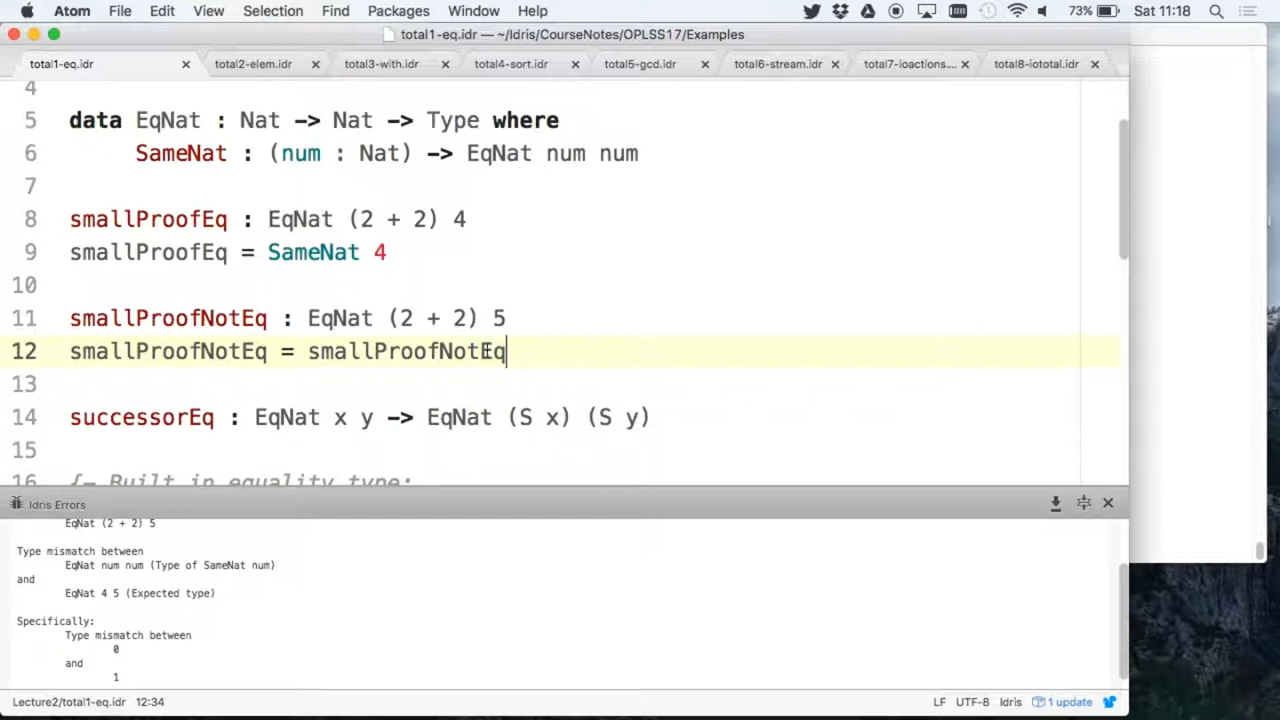 Atom File Edit View Selection Find Packages Window Help 73% Sat 11:18
total1-eq.idr — ~/Idris/CourseNotes/OPLSS17/Examples
total1-eq.idr total2-elem.idr total3-with.idr total4-sort.idr total5-gcd.idr total6-stream.idr total7-ioactions.... total8-iototal.idr
4
5 data EqNat : Nat -> Nat -> Type where
6 SameNat : (num : Nat) -> EqNat num num
7
8 smallProofEq : EqNat (2 + 2) 4
9 smallProofEq = SameNat 4
10
11 smallProofNotEq : EqNat (2 + 2) 5
12 smallProofNotEq = smallProofNotEq
13
14 successorEq : EqNat x y -> EqNat (S x) (S y)
15
16 {- Built in equality type:
Idris Errors
EqNat (2 + 2) 5
Type mismatch between
EqNat num num (Type of SameNat num)
and
EqNat 4 5 (Expected type)
Specifically:
Type mismatch between
0
and
1
Lecture2/total1-eq.idr 12:34 LF UTF-8 Idris 1 update